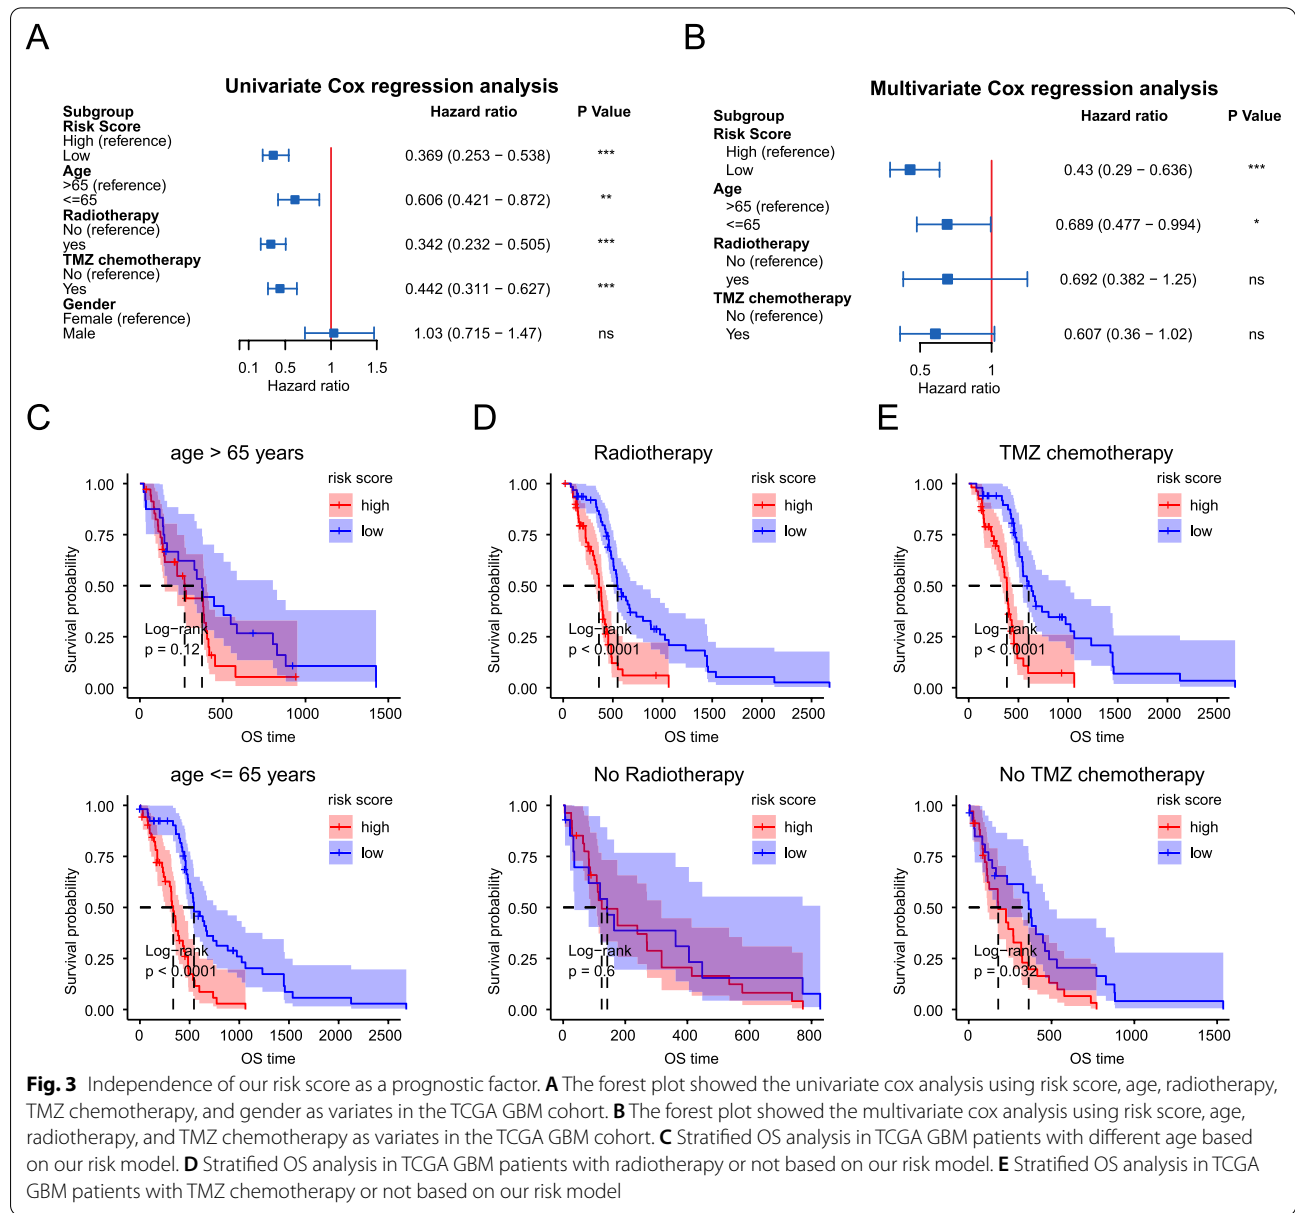 A
Univariate Cox regression analysis
Subgroup Hazard ratio P Value
Risk Score
High (reference)
Low 0.369 (0.253 − 0.538) ***
Age
>65 (reference)
<=65 0.606 (0.421 − 0.872) **
Radiotherapy
No (reference)
yes 0.342 (0.232 − 0.505) ***
TMZ chemotherapy
No (reference)
Yes 0.442 (0.311 − 0.627) ***
Gender
Female (reference)
Male 1.03 (0.715 − 1.47) ns
0.1 0.5 1 1.5
Hazard ratio
B
Multivariate Cox regression analysis
Subgroup Hazard ratio P Value
Risk Score
High (reference)
Low 0.43 (0.29 − 0.636) ***
Age
>65 (reference)
<=65 0.689 (0.477 − 0.994) *
Radiotherapy
No (reference)
yes 0.692 (0.382 − 1.25) ns
TMZ chemotherapy
No (reference)
Yes 0.607 (0.36 − 1.02) ns
0.5 1
Hazard ratio
C
age > 65 years
risk score
high
low
Survival probability
1.00
0.75
0.50
0.25
0.00
Log−rank
p = 0.12
0 500 1000 1500
OS time
age <= 65 years
risk score
high
low
Survival probability
1.00
0.75
0.50
0.25
0.00
Log−rank
p < 0.0001
0 500 1000 1500 2000 2500
OS time
D
Radiotherapy
risk score
high
low
Survival probability
1.00
0.75
0.50
0.25
0.00
Log−rank
p < 0.0001
0 500 1000 1500 2000 2500
OS time
No Radiotherapy
risk score
high
low
Survival probability
1.00
0.75
0.50
0.25
0.00
Log−rank
p = 0.6
0 200 400 600 800
OS time
E
TMZ chemotherapy
risk score
high
low
Survival probability
1.00
0.75
0.50
0.25
0.00
Log−rank
p < 0.0001
0 500 1000 1500 2000 2500
OS time
No TMZ chemotherapy
risk score
high
low
Survival probability
1.00
0.75
0.50
0.25
0.00
Log−rank
p = 0.032
0 500 1000 1500
OS time
Fig. 3 Independence of our risk score as a prognostic factor. A The forest plot showed the univariate cox analysis using risk score, age, radiotherapy,
TMZ chemotherapy, and gender as variates in the TCGA GBM cohort. B The forest plot showed the multivariate cox analysis using risk score, age,
radiotherapy, and TMZ chemotherapy as variates in the TCGA GBM cohort. C Stratified OS analysis in TCGA GBM patients with different age based
on our risk model. D Stratified OS analysis in TCGA GBM patients with radiotherapy or not based on our risk model. E Stratified OS analysis in TCGA
GBM patients with TMZ chemotherapy or not based on our risk model